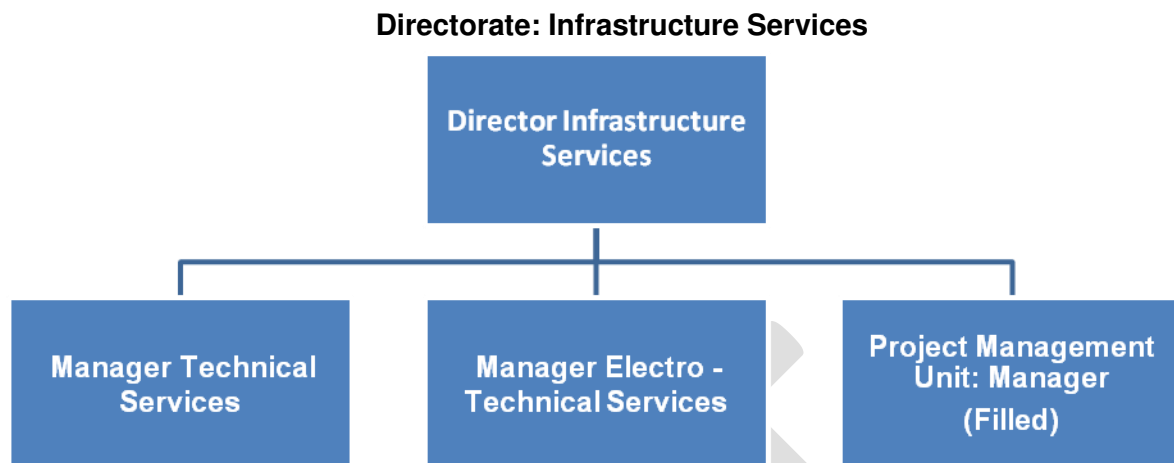 Directorate: Infrastructure Services
Director Infrastructure
Services
Manager Technical
Services
Manager Electro -
Technical Services
Project Management
Unit: Manager
(Filled)